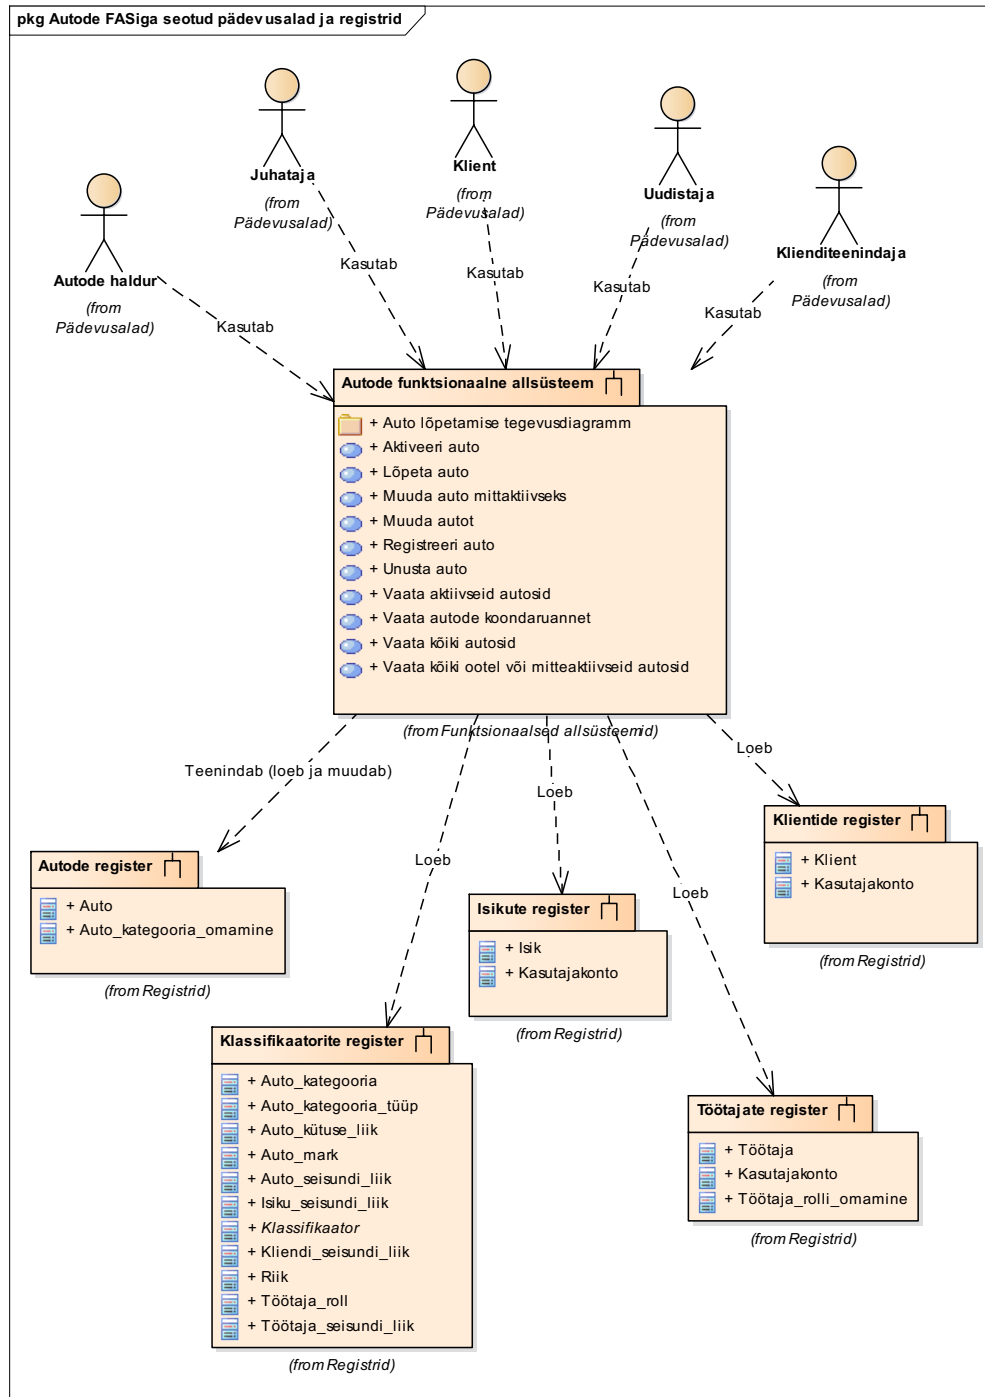 pkg Autode FASiga seotud pädevusalad ja registrid
Juhataja
(from
Pädevusalad)
Klient
(from
Pädevusalad)
Uudistaja
(from
Pädevusalad)
Klienditeenindaja
(from
Pädevusalad)
Autode haldur
(from
Pädevusalad)
Kasutab
Kasutab
Kasutab
Kasutab
Kasutab
Autode funktsionaalne allsüsteem
+ Auto lõpetamise tegevusdiagramm
+ Aktiveeri auto
+ Lõpeta auto
+ Muuda auto mittaktiivseks
+ Muuda autot
+ Registreeri auto
+ Unusta auto
+ Vaata aktiivseid autosid
+ Vaata autode koondaruannet
+ Vaata kõiki autosid
+ Vaata kõiki ootel või mitteaktiivseid autosid
(from Funktsionaalsed allsüsteemid)
Teenindab (loeb ja muudab)
Loeb
Loeb
Loeb
Loeb
Autode register
+ Auto
+ Auto_kategooria_omamine
(from Registrid)
Klassifikaatorite register
+ Auto_kategooria
+ Auto_kategooria_tüüp
+ Auto_kütuse_liik
+ Auto_mark
+ Auto_seisundi_liik
+ Isiku_seisundi_liik
+ Klassifikaator
+ Kliendi_seisundi_liik
+ Riik
+ Töötaja_roll
+ Töötaja_seisundi_liik
(from Registrid)
Isikute register
+ Isik
+ Kasutajakonto
(from Registrid)
Töötajate register
+ Töötaja
+ Kasutajakonto
+ Töötaja_rolli_omamine
(from Registrid)
Klientide register
+ Klient
+ Kasutajakonto
(from Registrid)